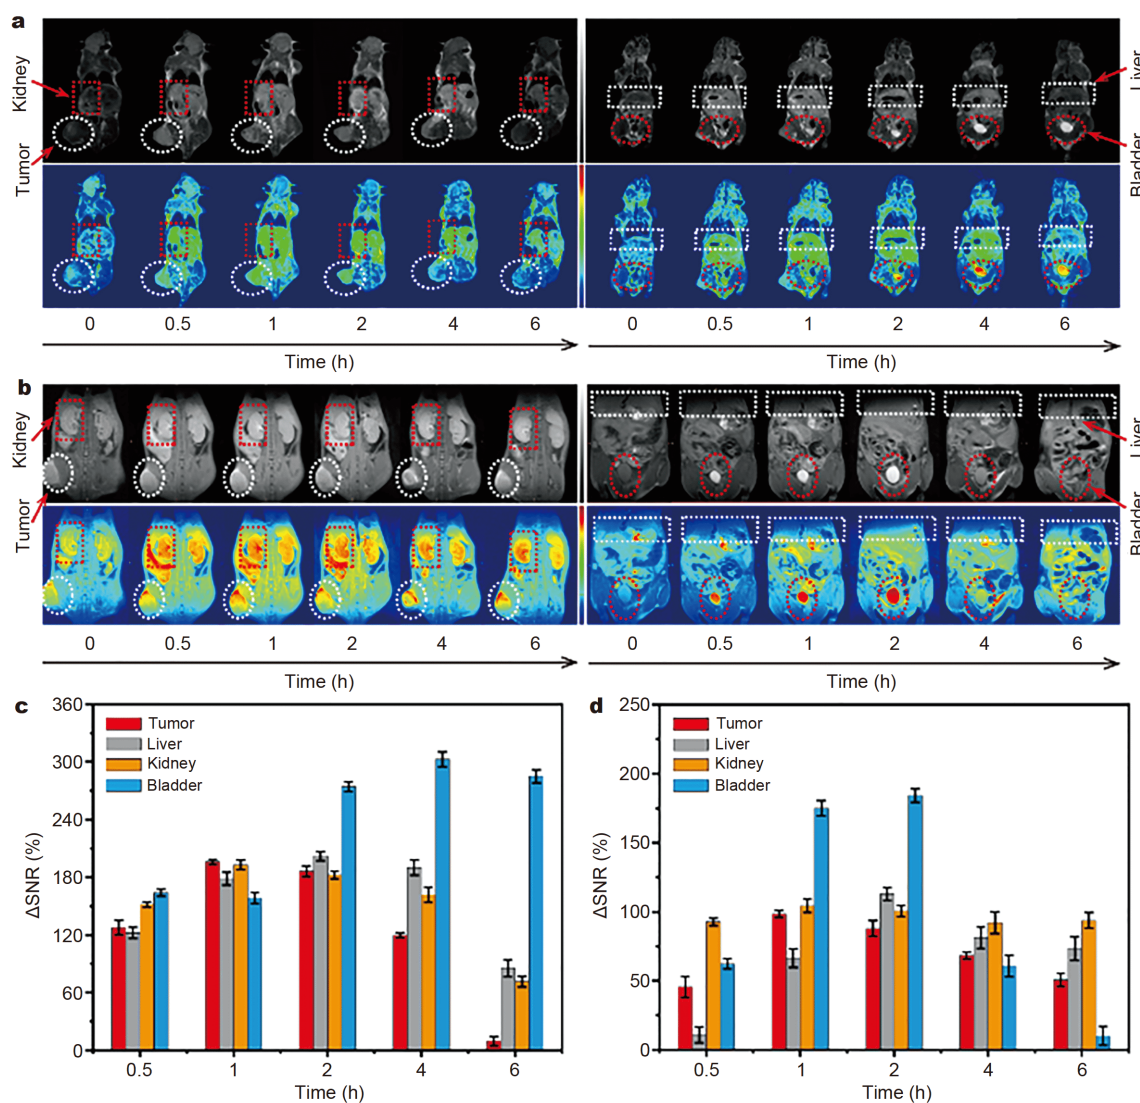 a
Kidney
Tumor
Liver
Bladder
0 0.5 1 2 4 6
0 0.5 1 2 4 6
Time (h)
Time (h)
b
Kidney
Tumor
Liver
Bladder
0 0.5 1 2 4 6
0 0.5 1 2 4 6
Time (h)
Time (h)
c
360
300
240
180
120
60
0
ΔSNR (%)
Tumor
Liver
Kidney
Bladder
0.5 1 2 4 6
Time (h)
d
250
200
150
100
50
0
ΔSNR (%)
Tumor
Liver
Kidney
Bladder
0.5 1 2 4 6
Time (h)